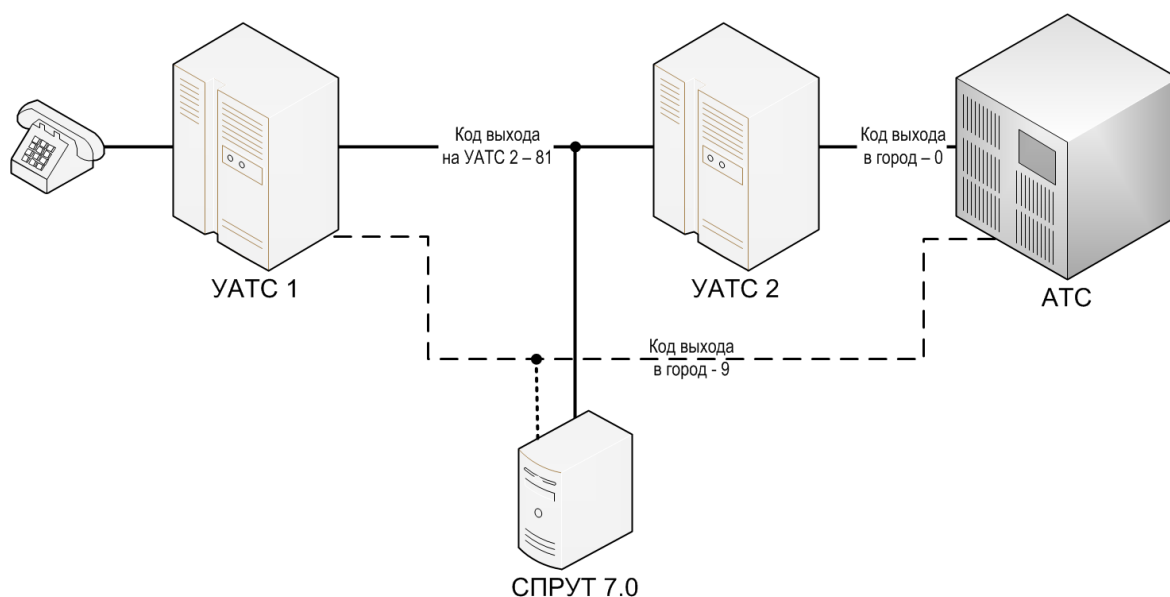 Код выхода
на УАТС 2 – 81
Код выхода
в город – 0
УАТС 1
УАТС 2
АТС
Код выхода
в город - 9
СПРУТ 7.0